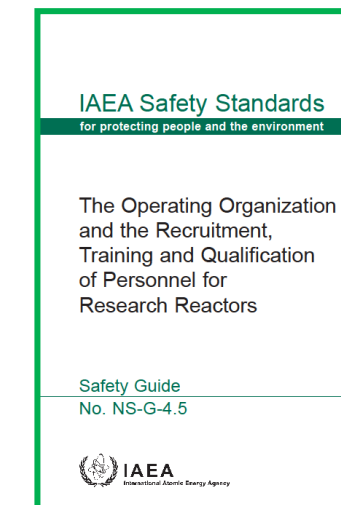 IAEA Safety Standards
for protecting people and the environment
The Operating Organization
and the Recruitment,
Training and Qualification
of Personnel for
Research Reactors
Safety Guide
No. NS-G-4.5
IAEA
International Atomic Energy Agency